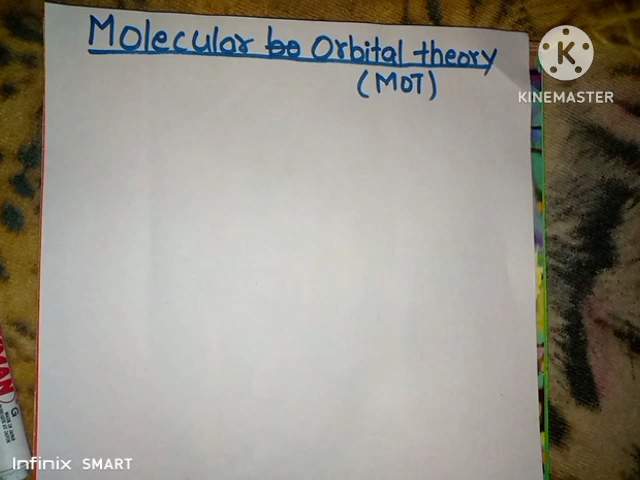 Molecular bo Orbital theory
(MOT)
K
KINEMASTER
G
Infinix SMART